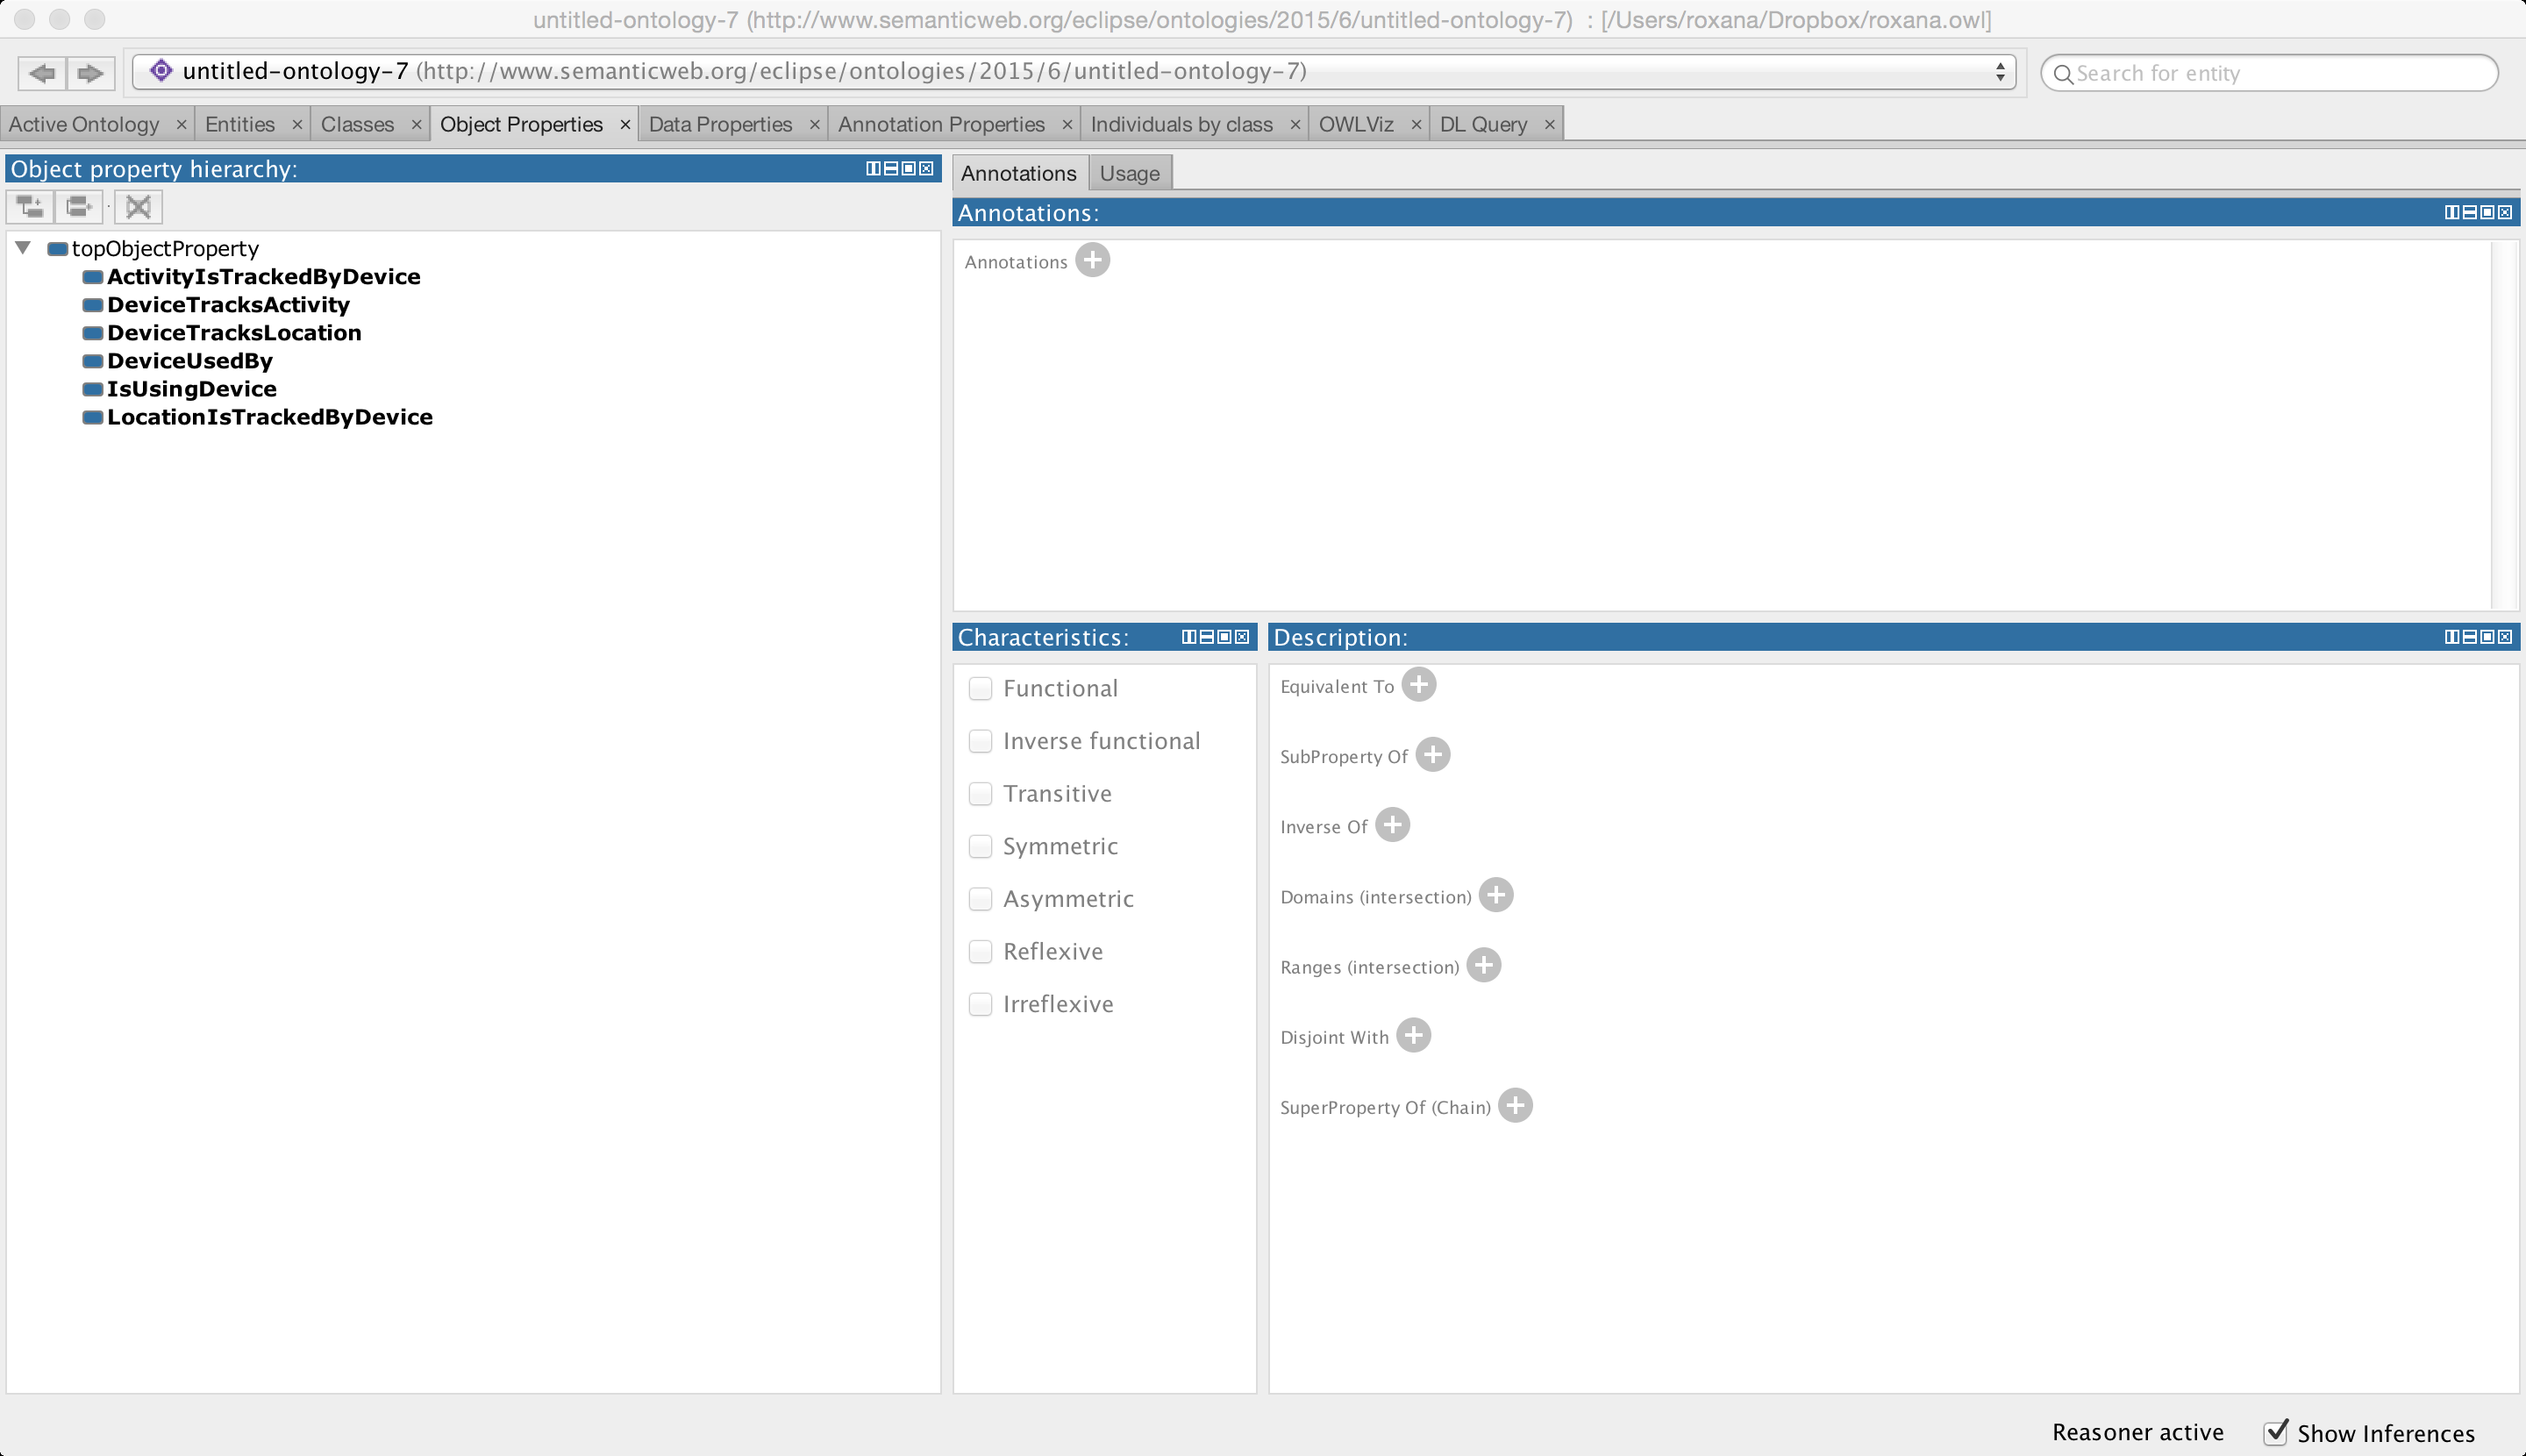 untitled-ontology-7 (http://www.semanticweb.org/eclipse/ontologies/2015/6/untitled-ontology-7) : [/Users/roxana/Dropbox/roxana.owl]
untitled-ontology-7 (http://www.semanticweb.org/eclipse/ontologies/2015/6/untitled-ontology-7)
Search for entity
Active Ontology × Entities × Classes × Object Properties × Data Properties × Annotation Properties × Individuals by class × OWLViz × DL Query ×
Object property hierarchy:
topObjectProperty
ActivityIsTrackedByDevice
DeviceTracksActivity
DeviceTracksLocation
DeviceUsedBy
IsUsingDevice
LocationIsTrackedByDevice
Annotations Usage
Annotations:
Annotations
Characteristics:
Functional
Inverse functional
Transitive
Symmetric
Asymmetric
Reflexive
Irreflexive
Description:
Equivalent To
SubProperty Of
Inverse Of
Domains (intersection)
Ranges (intersection)
Disjoint With
SuperProperty Of (Chain)
Reasoner active Show Inferences